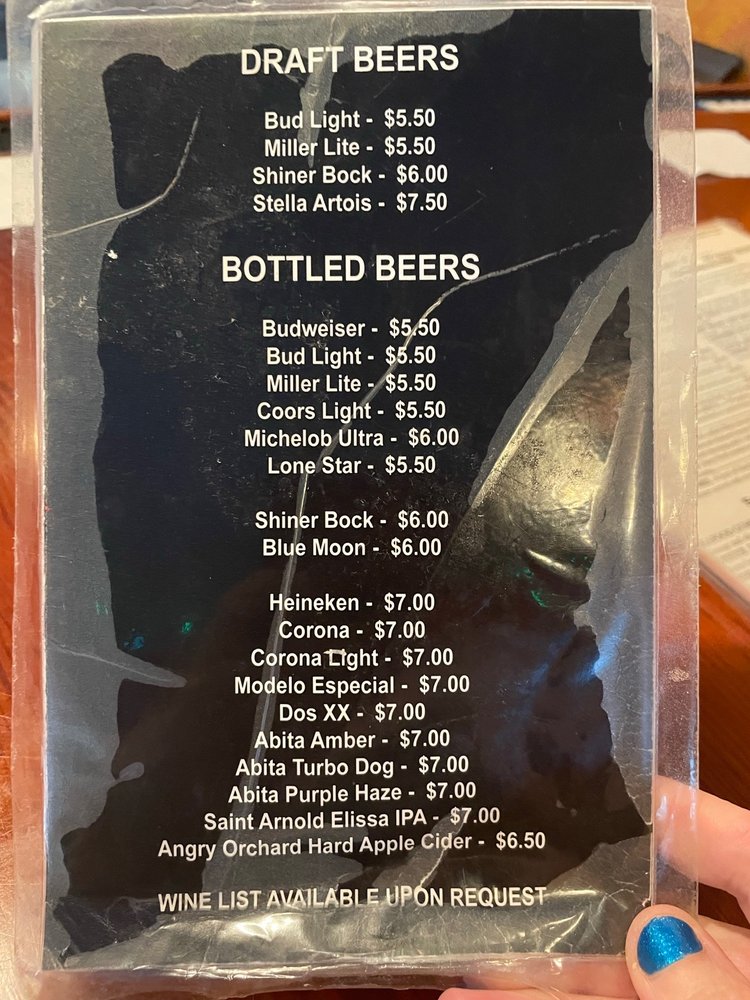 DRAFT BEERS
Bud Light - $5.50
Miller Lite - $5.50
Shiner Bock - $6.00
Stella Artois - $7.50
BOTTLED BEERS
Budweiser - $5.50
Bud Light - $5.50
Miller Lite - $5.50
Coors Light - $5.50
Michelob Ultra - $6.00
Lone Star - $5.50
Shiner Bock - $6.00
Blue Moon - $6.00
Heineken - $7.00
Corona - $7.00
Corona Light - $7.00
Modelo Especial - $7.00
Dos XX - $7.00
Abita Amber - $7.00
Abita Turbo Dog - $7.00
Abita Purple Haze - $7.00
Saint Arnold Elissa IPA - $7.00
Angry Orchard Hard Apple Cider - $6.50
WINE LIST AVAILABLE UPON REQUEST